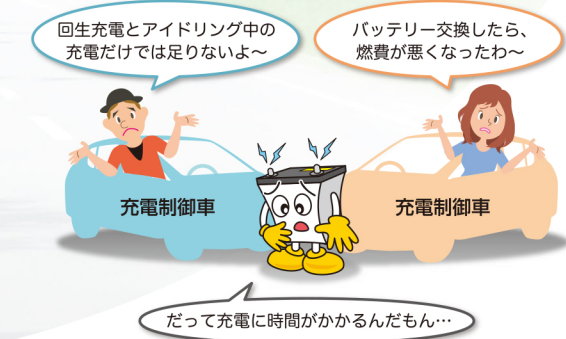 回生充電とアイドリング中の
充電だけでは足りないよ〜
バッテリー交換したら、
燃費が悪くなったわ〜
充電制御車
充電制御車
だって充電に時間がかかるんだもん…